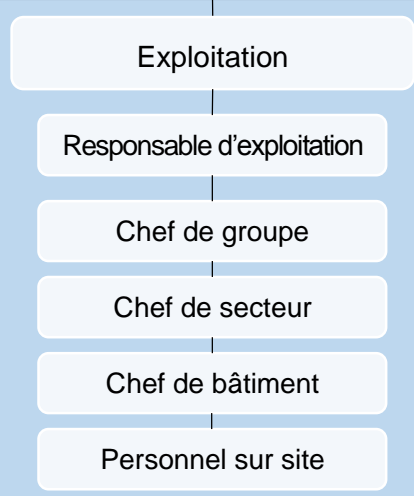 Exploitation
Responsable d’exploitation
Chef de groupe
Chef de secteur
Chef de bâtiment
Personnel sur site